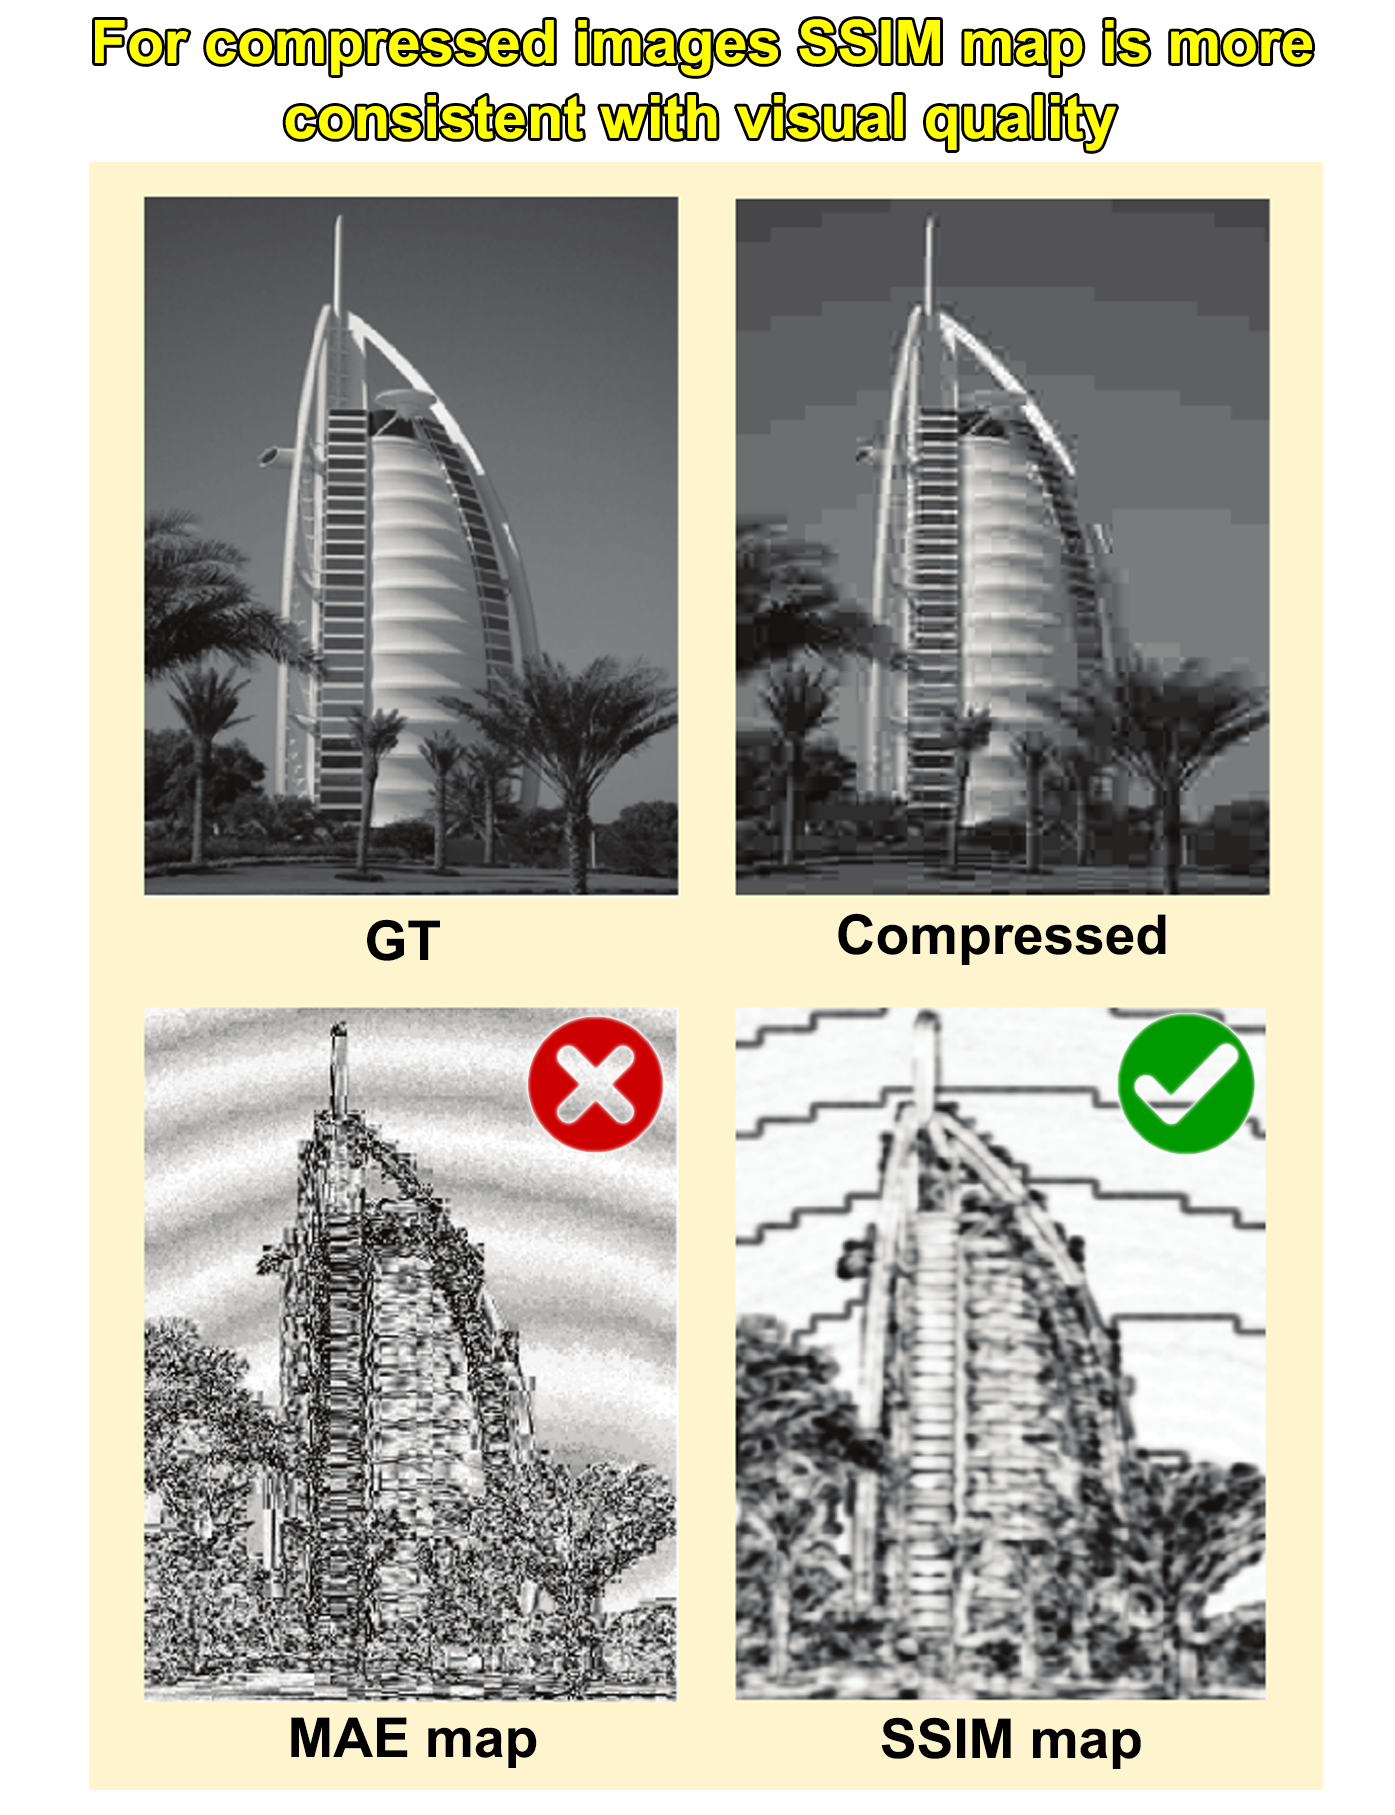 For compressed images SSIM map is more
consistent with visual quality
GT
Compressed
MAE map
SSIM map